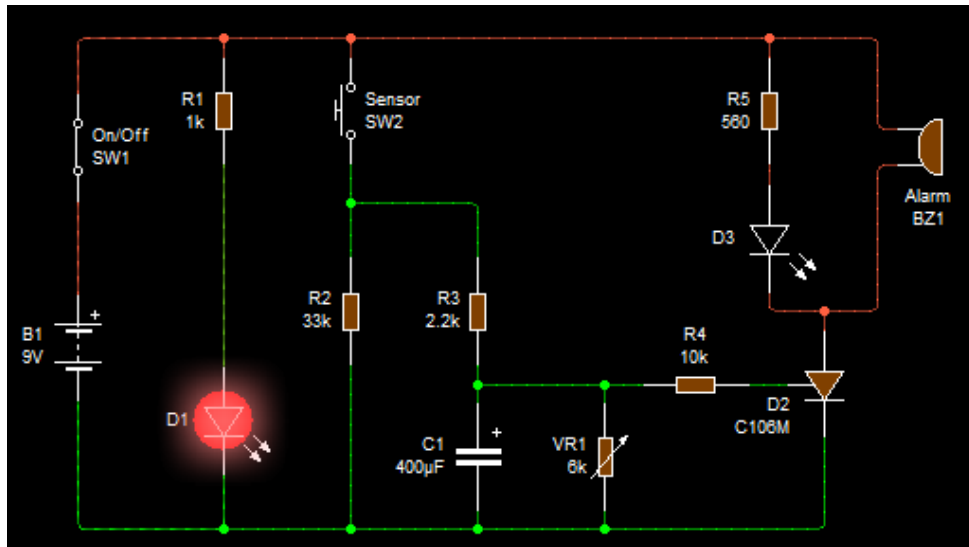 R1
1k
On/Off
SW1
Sensor
SW2
R5
560
Alarm
BZ1
D3
R2
33k
R3
2.2k
B1
9V
+
R4
10k
D1
D2
C106M
C1
400µF
+
VR1
6k